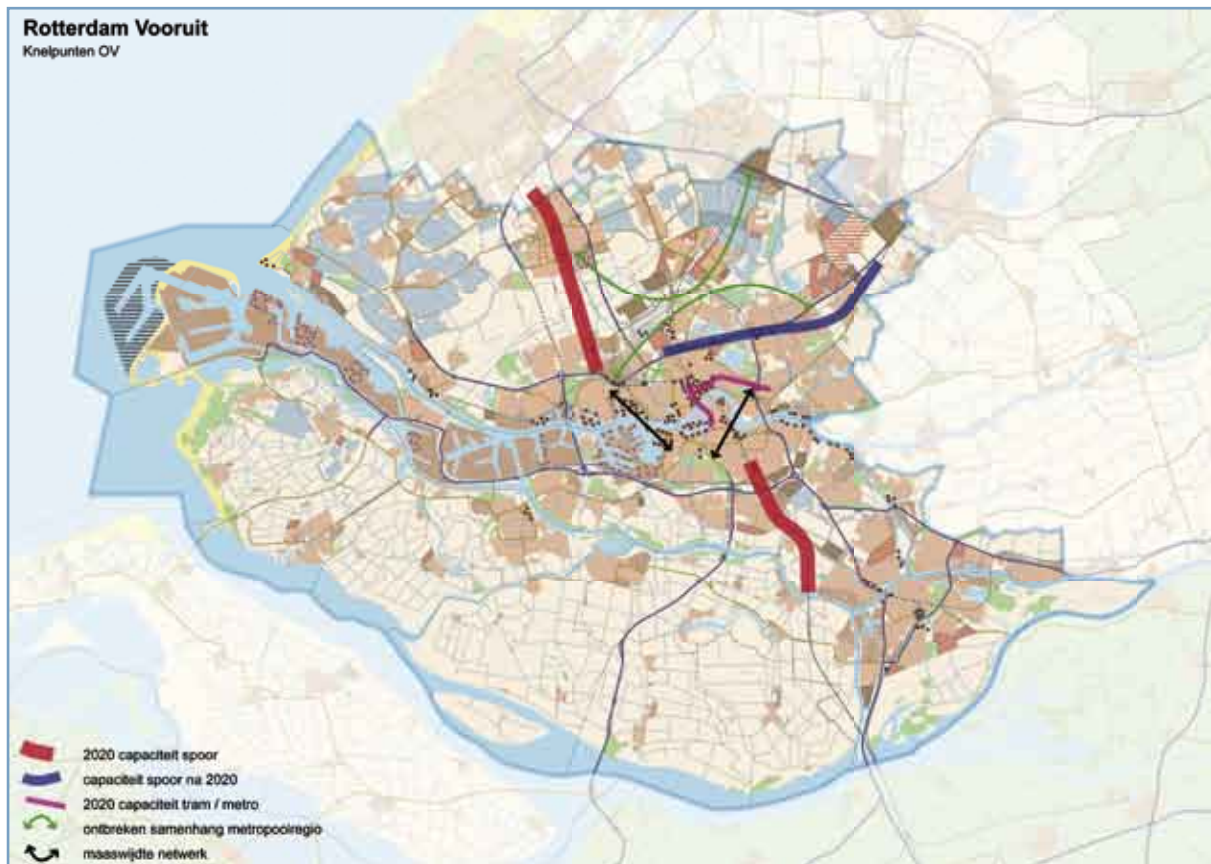 Rotterdam Vooruit
Knelpunten OV
2020 capaciteit spoor
capaciteit spoor na 2020
2020 capaciteit tram / metro
ontbreken samenhang metropoolregio
maaswijdte netwerk